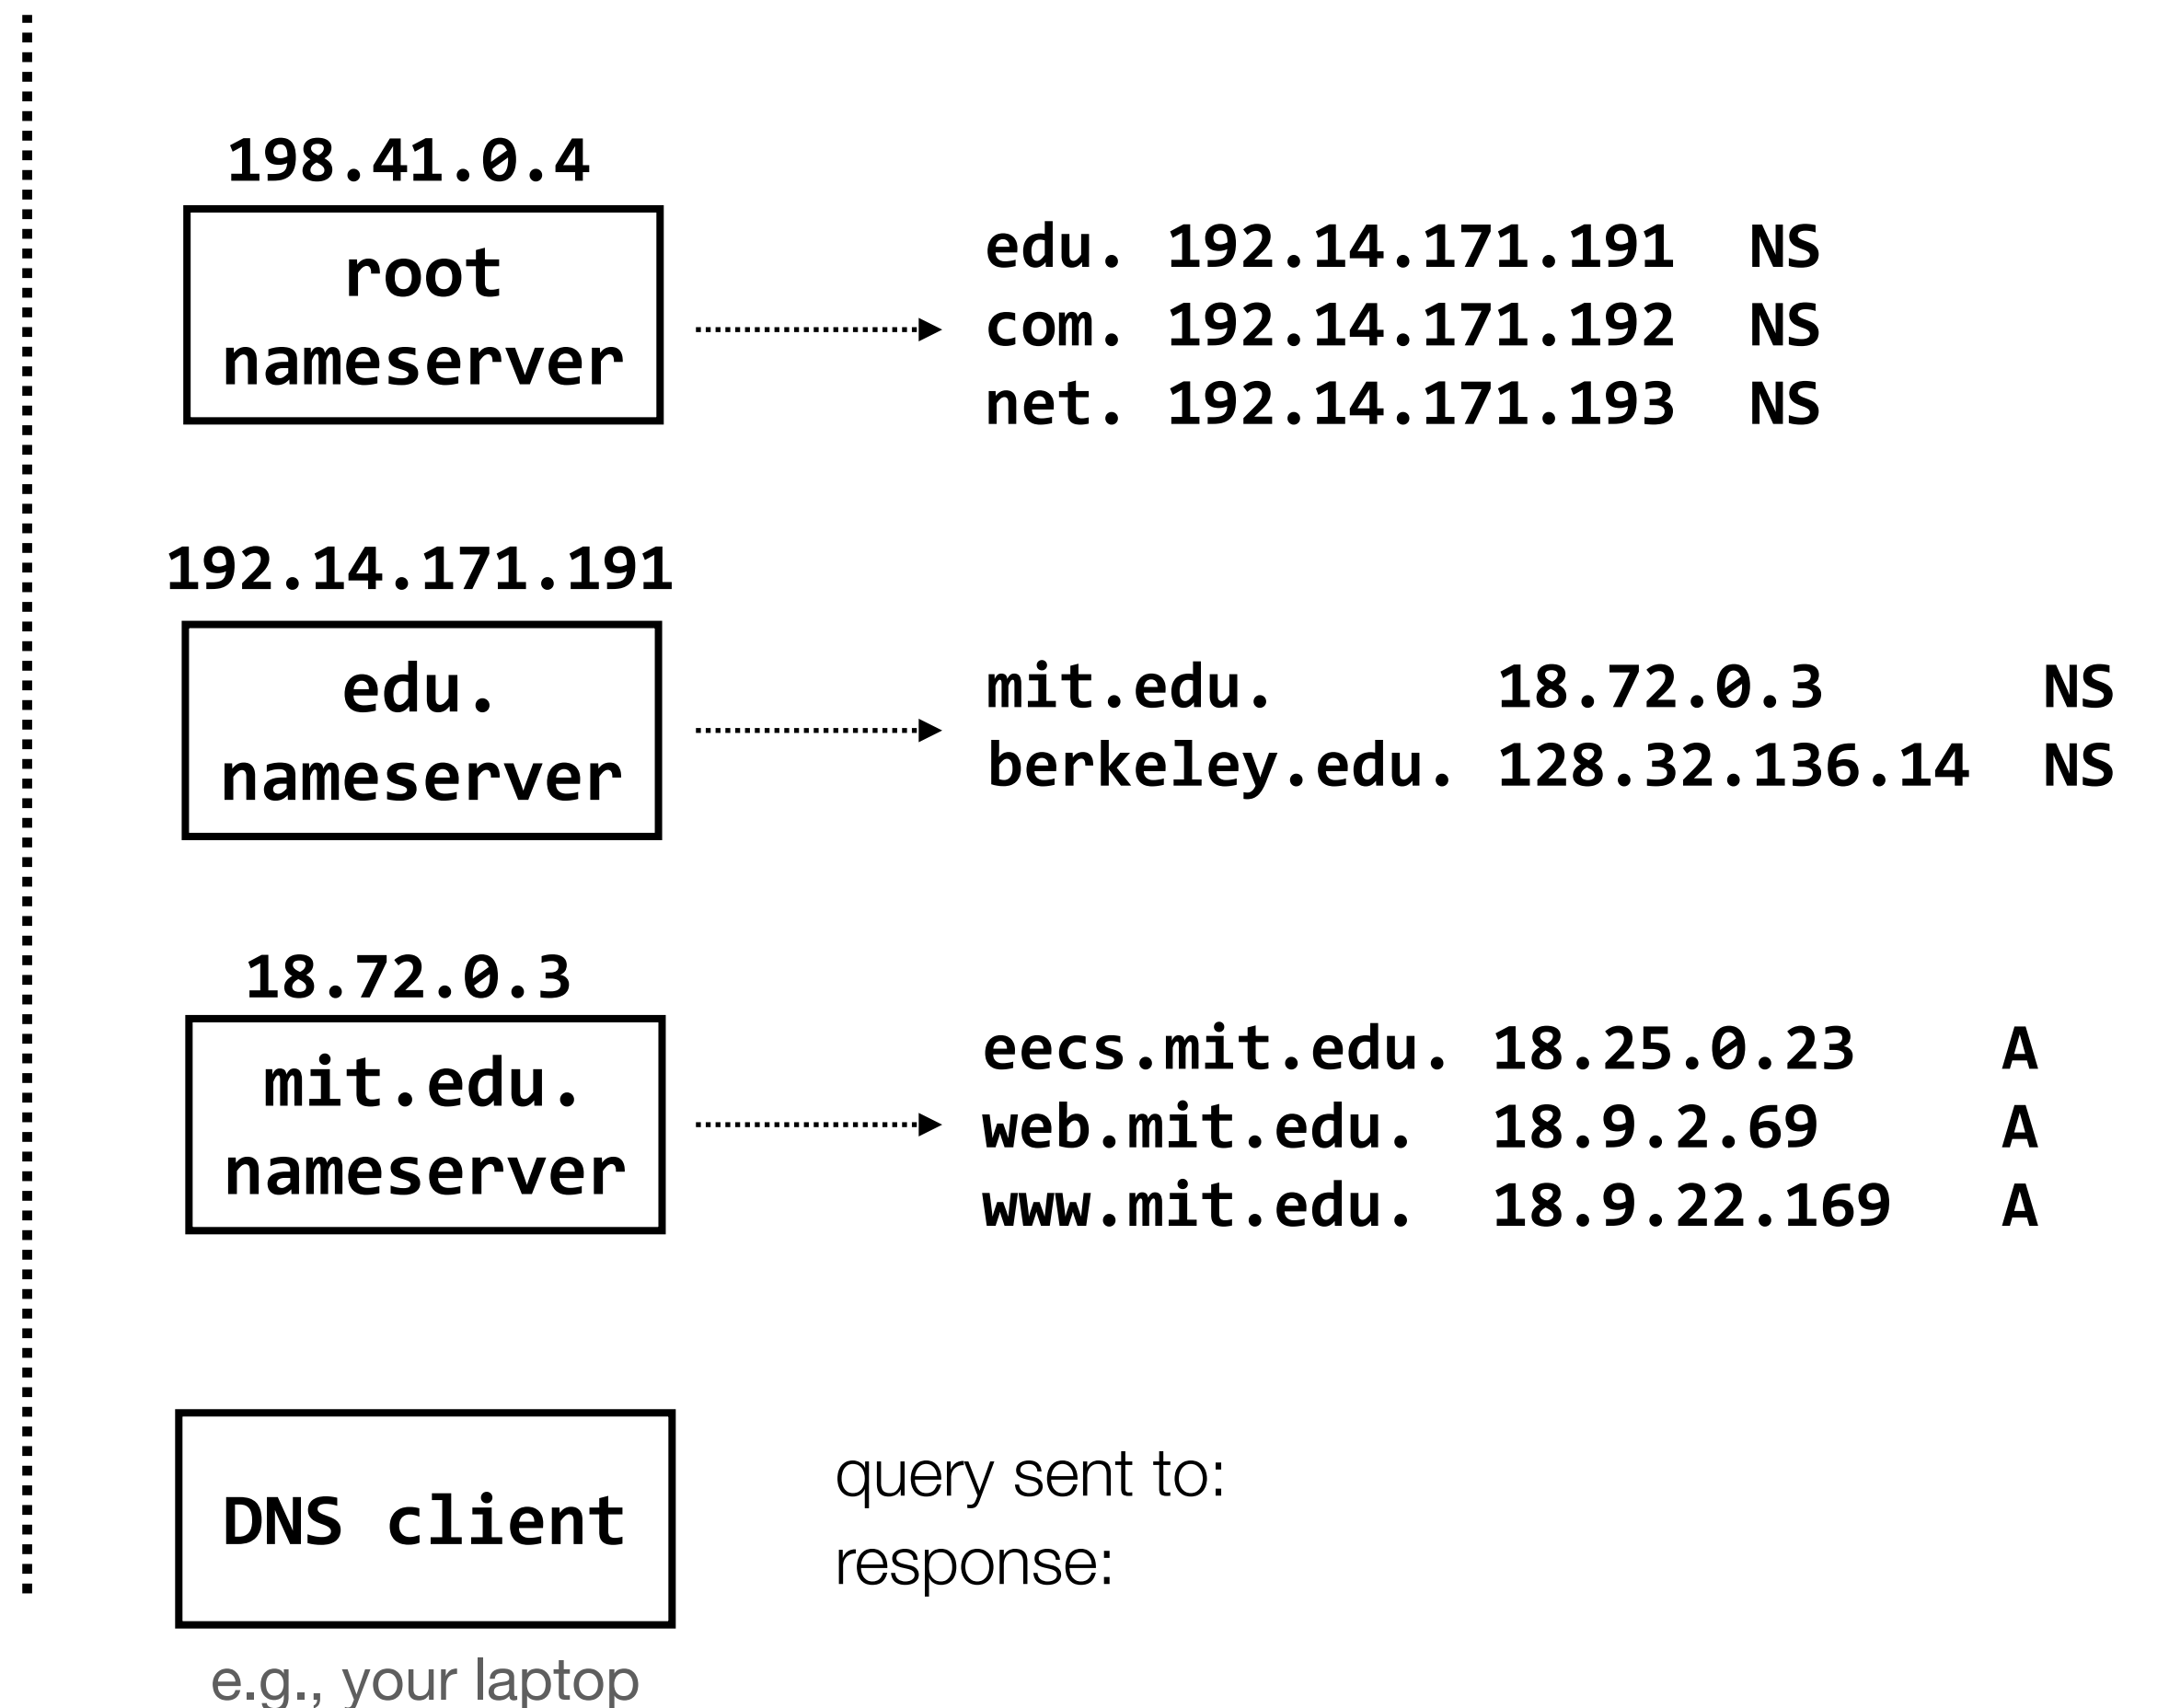 198.41.0.4
root
nameserver
edu. 192.14.171.191 NS
com. 192.14.171.192 NS
net. 192.14.171.193 NS
192.14.171.191
edu.
nameserver
mit.edu. 18.72.0.3 NS
berkeley.edu. 128.32.136.14 NS
18.72.0.3
mit.edu.
nameserver
eecs.mit.edu. 18.25.0.23 A
web.mit.edu. 18.9.2.69 A
www.mit.edu. 18.9.22.169 A
DNS client
query sent to:
response:
e.g., your laptop